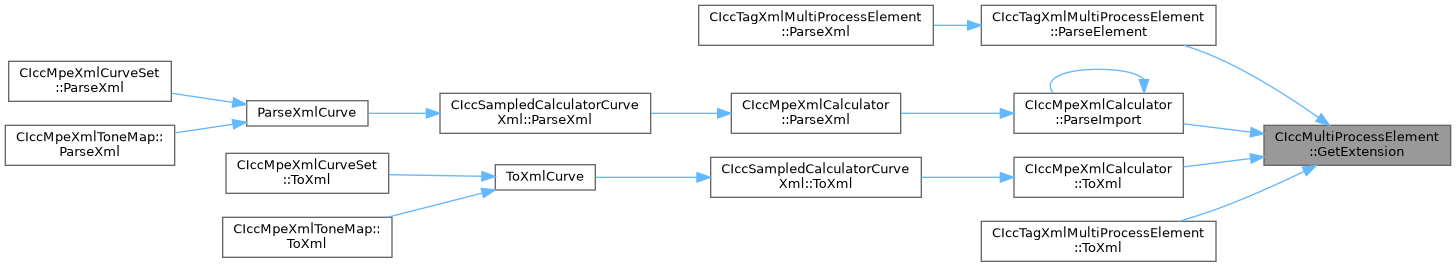 CIccTagXmlMultiProcessElement
::ParseXml
CIccTagXmlMultiProcessElement
::ParseElement
CIccMpeXmlCurveSet
::ParseXml
ParseXmlCurve
CIccSampledCalculatorCurve
Xml::ParseXml
CIccMpeXmlCalculator
::ParseXml
CIccMpeXmlCalculator
::ParseImport
CIccMultiProcessElement
::GetExtension
CIccMpeXmlToneMap::
ParseXml
CIccMpeXmlCurveSet
::ToXml
ToXmlCurve
CIccSampledCalculatorCurve
Xml::ToXml
CIccMpeXmlCalculator
::ToXml
CIccMpeXmlToneMap::
ToXml
CIccTagXmlMultiProcessElement
::ToXml